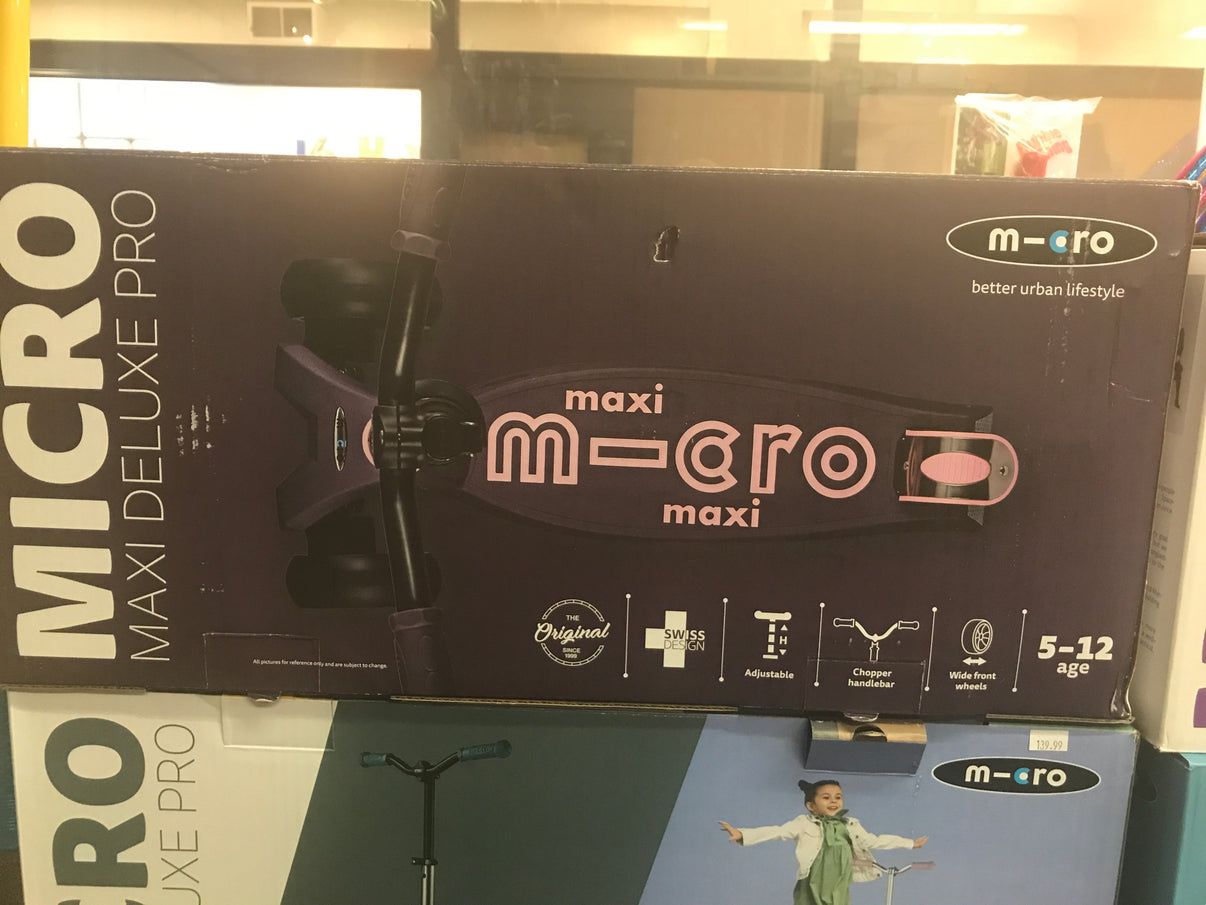 MICRO
MAXI DELUXE PRO
m-cro
better urban lifestyle
maxi
m-cro
maxi
THE
Original
SINCE
1999
SWISS
DESIGN
H
Adjustable
Chopper
handlebar
Wide front
wheels
5-12
age
All pictures for reference only and are subject to change.
CRO
UXE PRO
139.99
m-cro